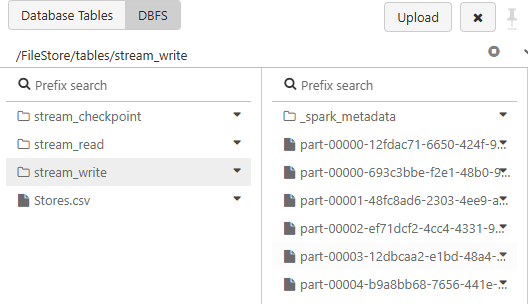 Database Tables DBFS Upload
/FileStore/tables/stream_write
Prefix search
stream_checkpoint
stream_read
stream_write
Stores.csv
Prefix search
_spark_metadata
part-00000-12fdac71-6650-424f-9...
part-00000-693c3bbe-f2e1-48b0-9...
part-00001-48fc8ad6-2303-4ee9-a...
part-00002-ef71dcf2-4cc4-4331-9...
part-00003-12dbcaa2-e1bd-48a4-...
part-00004-b9a8bb68-7656-441e-...